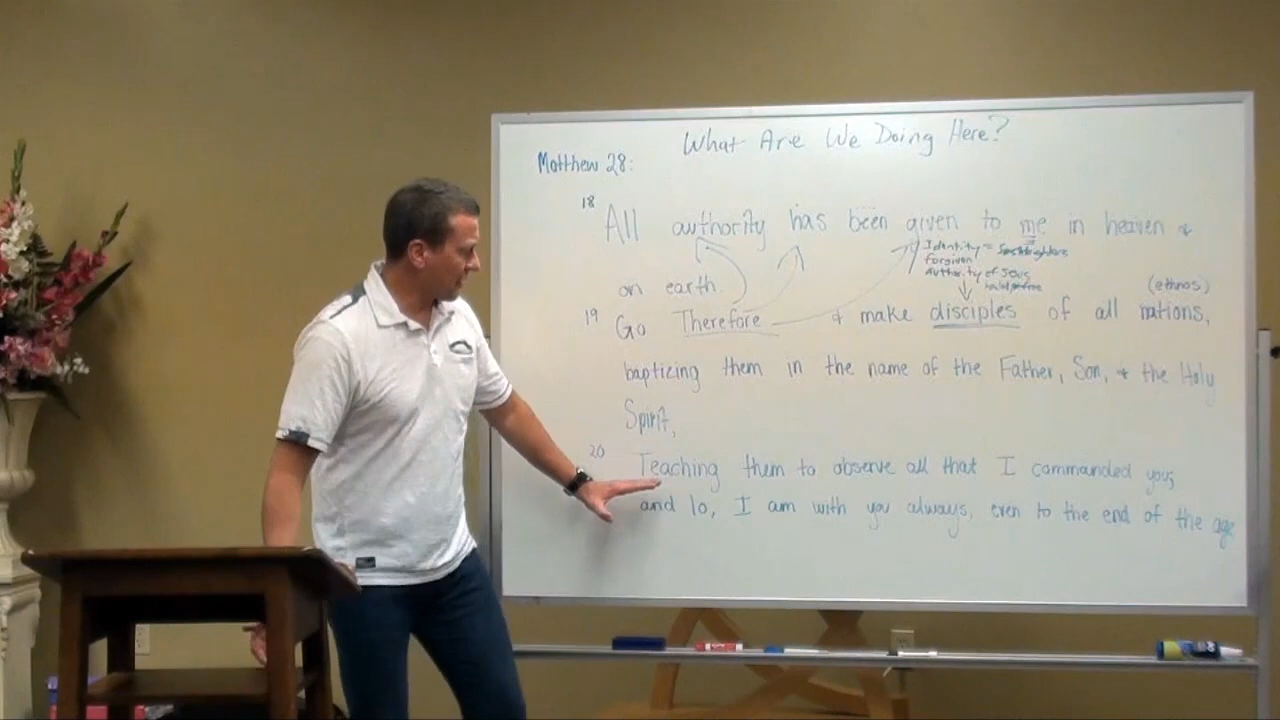 What Are We Doing Here?
Matthew 28:
18 All authority has been given to me in heaven &
Identity =
forgiven
Authority of Jesus
on earth (ethnos)
19 Go Therefore & make disciples of all nations,
baptizing them in the name of the Father, Son, & the Holy
Spirit,
20 Teaching them to observe all that I commanded you;
and lo, I am with you always, even to the end of the age